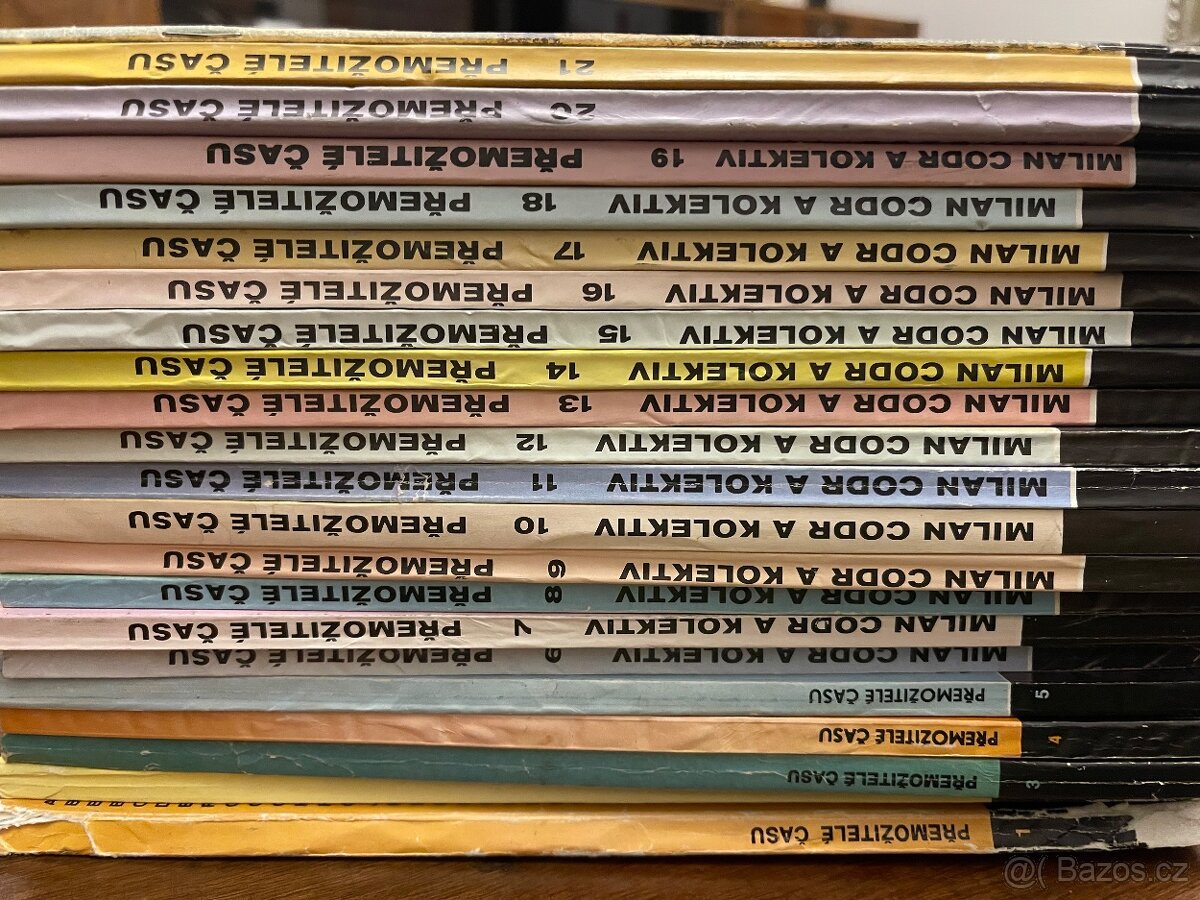 PŘEMOŽITELÉ ČASU 21
PŘEMOŽITELÉ ČASU 20
MILAN CODR A KOLEKTIV 19 PŘEMOŽITELÉ ČASU
MILAN CODR A KOLEKTIV 18 PŘEMOŽITELÉ ČASU
MILAN CODR A KOLEKTIV 17 PŘEMOŽITELÉ ČASU
MILAN CODR A KOLEKTIV 16 PŘEMOŽITELÉ ČASU
MILAN CODR A KOLEKTIV 15 PŘEMOŽITELÉ ČASU
MILAN CODR A KOLEKTIV 14 PŘEMOŽITELÉ ČASU
MILAN CODR A KOLEKTIV 13 PŘEMOŽITELÉ ČASU
MILAN CODR A KOLEKTIV 12 PŘEMOŽITELÉ ČASU
MILAN CODR A KOLEKTIV 11 PŘEMOŽITELÉ ČASU
MILAN CODR A KOLEKTIV 10 PŘEMOŽITELÉ ČASU
MILAN CODR A KOLEKTIV 9 PŘEMOŽITELÉ ČASU
MILAN CODR A KOLEKTIV 8 PŘEMOŽITELÉ ČASU
MILAN CODR A KOLEKTIV 7 PŘEMOŽITELÉ ČASU
MILAN CODR A KOLEKTIV 6 PŘEMOŽITELÉ ČASU
5 PŘEMOŽITELÉ ČASU
4 PŘEMOŽITELÉ ČASU
3 PŘEMOŽITELÉ ČASU
1 PŘEMOŽITELÉ ČASU
@( Bazos.cz